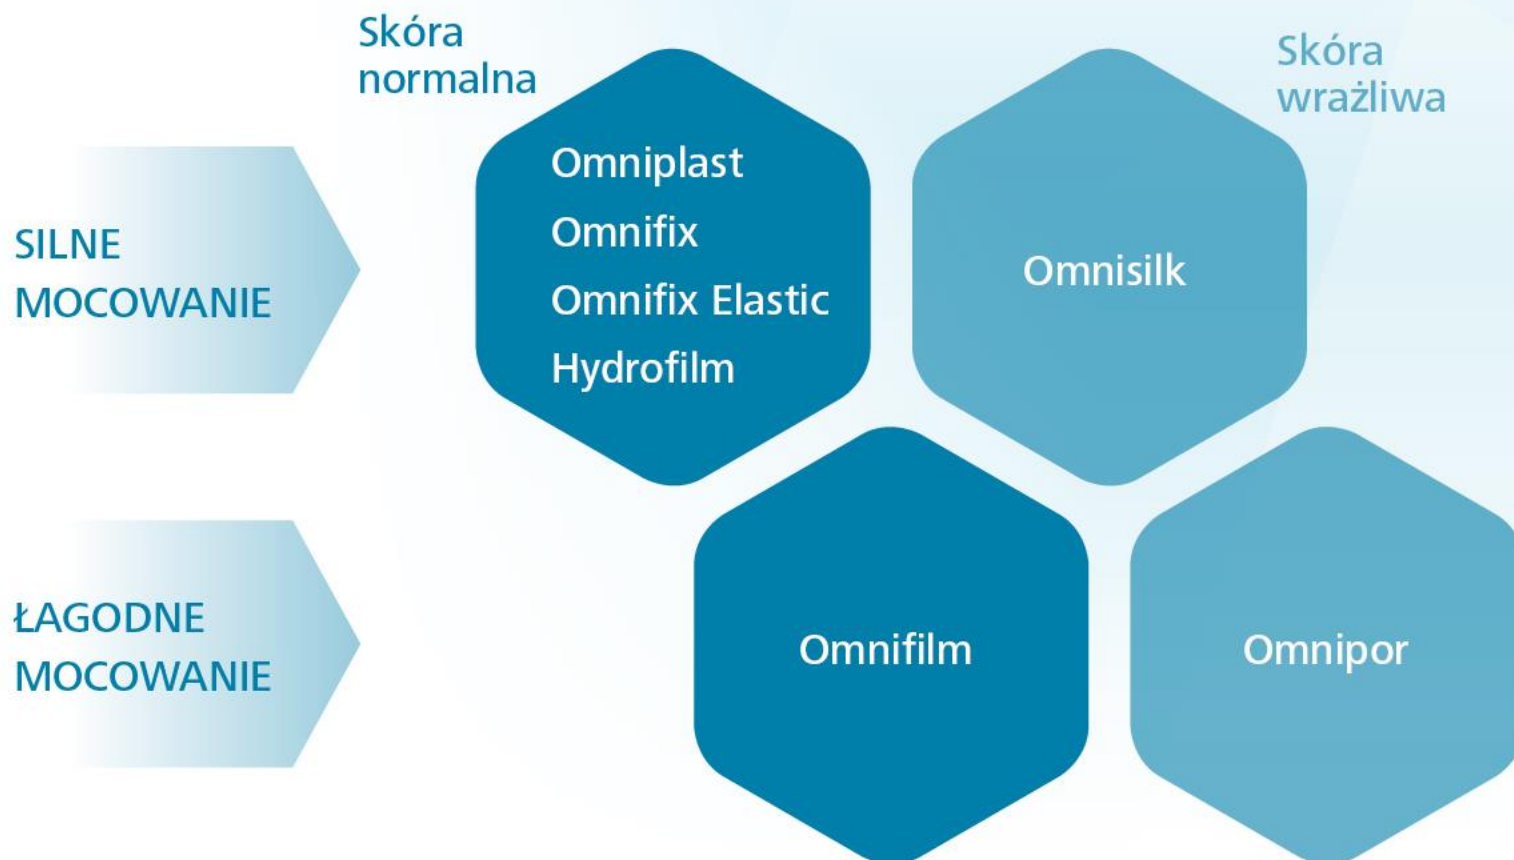 Skóra
normalna
Skóra
wrażliwa
SILNE
MOCOWANIE
Omniplast
Omnifix
Omnifix Elastic
Hydrofilm
Omnisilk
ŁAGODNE
MOCOWANIE
Omnifilm
Omnipor